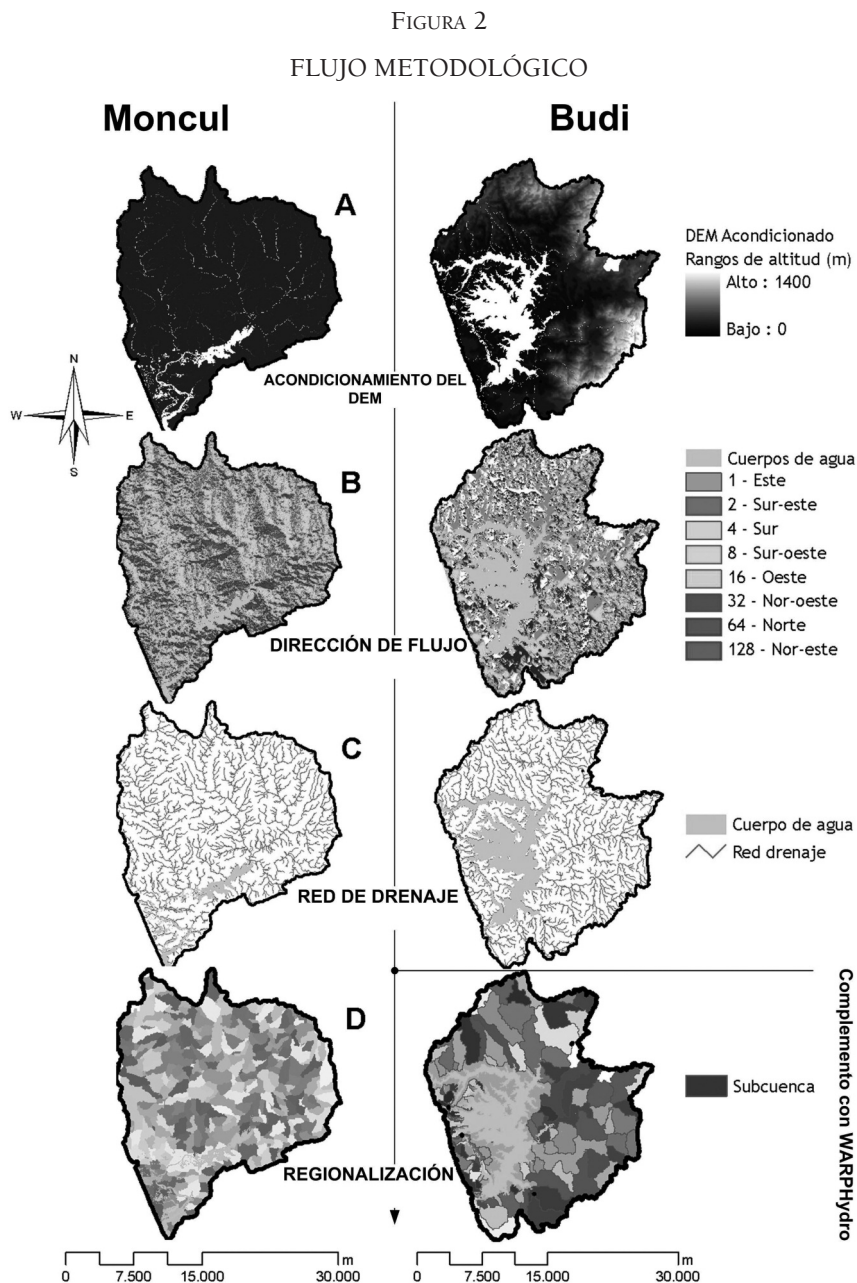 FIGURA 2
FLUJO METODOLÓGICO
Moncul
Budi
A
DEM Acondicionado
Rangos de altitud (m)
Alto : 1400
Bajo : 0
ACONDICIONAMIENTO DEL
DEM
N
W
E
S
B
Cuerpos de agua
1 - Este
2 - Sur-este
4 - Sur
8 - Sur-oeste
16 - Oeste
32 - Nor-oeste
64 - Norte
128 - Nor-este
DIRECCIÓN DE FLUJO
C
Cuerpo de agua
Red drenaje
RED DE DRENAJE
D
Subcuenca
Complemento con WARPHydro
REGIONALIZACIÓN
m
0 7.500 15.000 30.000
m
0 7.500 15.000 30.000